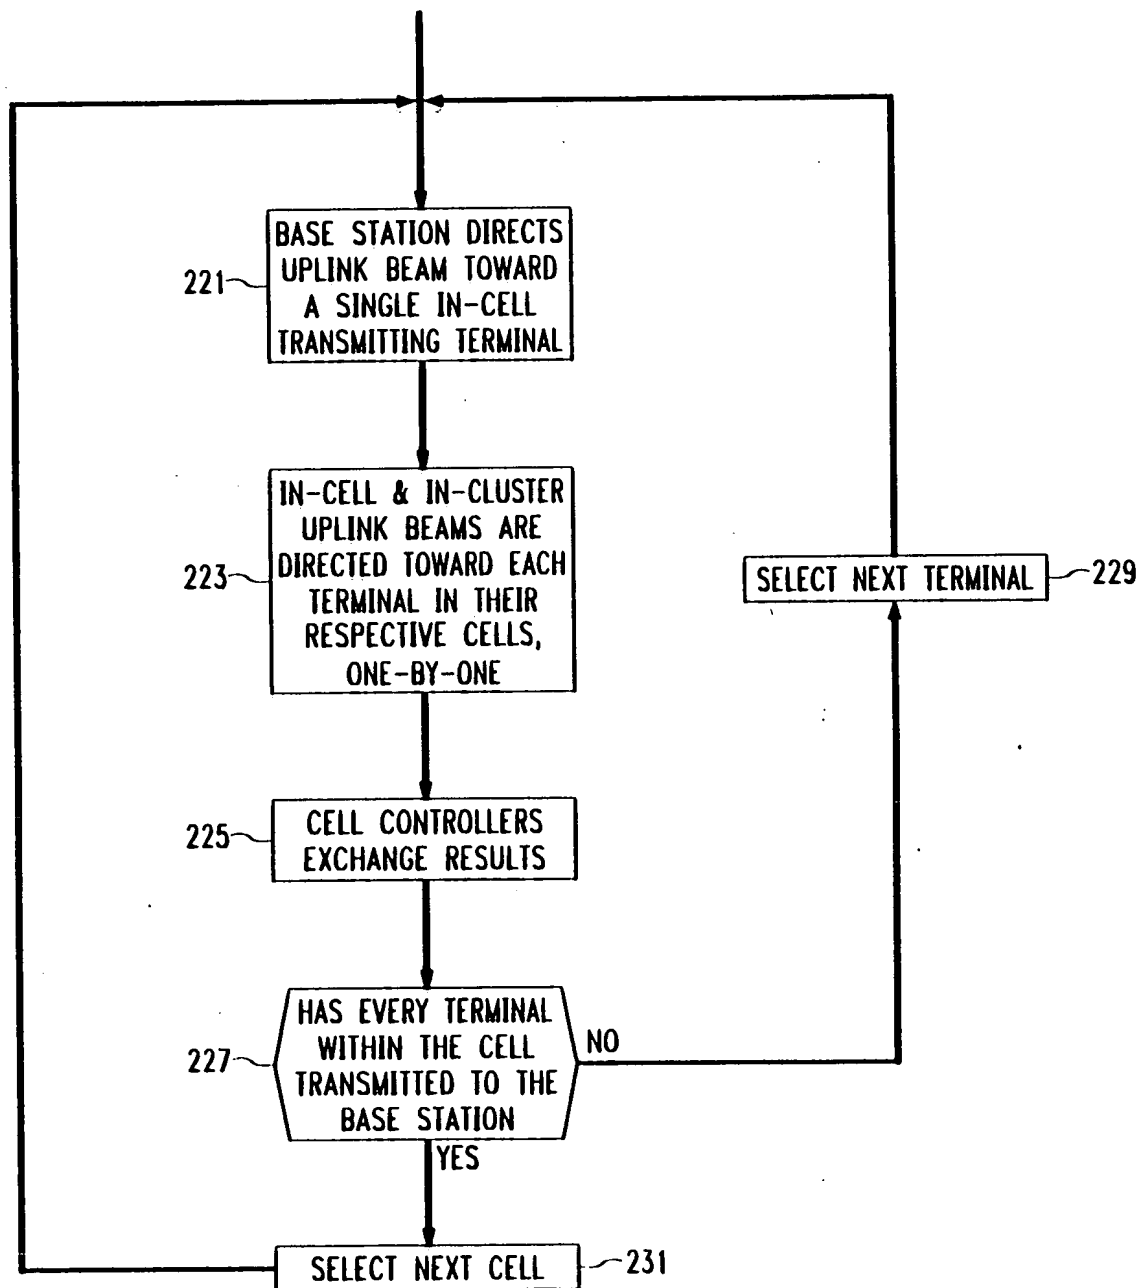 BASE STATION DIRECTS
UPLINK BEAM TOWARD
A SINGLE IN-CELL
TRANSMITTING TERMINAL
221
IN-CELL & IN-CLUSTER
UPLINK BEAMS ARE
DIRECTED TOWARD EACH
TERMINAL IN THEIR
RESPECTIVE CELLS,
ONE-BY-ONE
223
SELECT NEXT TERMINAL
229
CELL CONTROLLERS
EXCHANGE RESULTS
225
HAS EVERY TERMINAL
WITHIN THE CELL
TRANSMITTED TO THE
BASE STATION
227
NO
YES
SELECT NEXT CELL
231